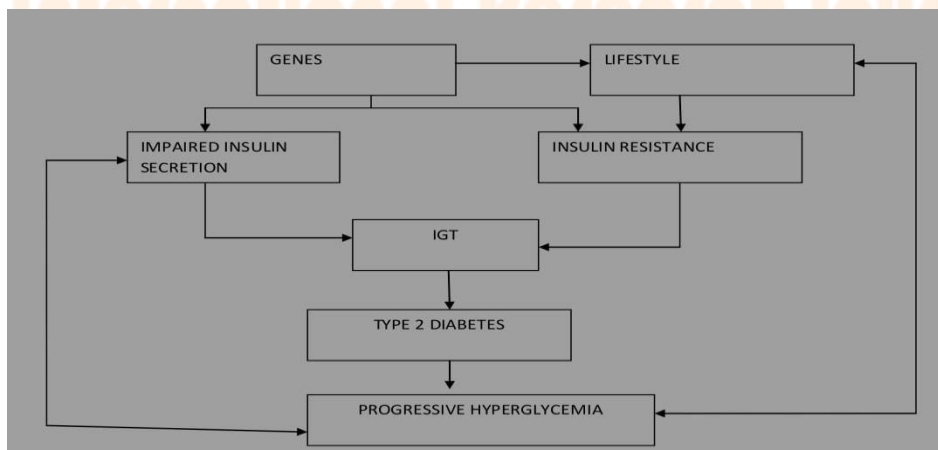 GENES
LIFESTYLE
IMPAIRED INSULIN
SECRETION
INSULIN RESISTANCE
IGT
TYPE 2 DIABETES
PROGRESSIVE HYPERGLYCEMIA